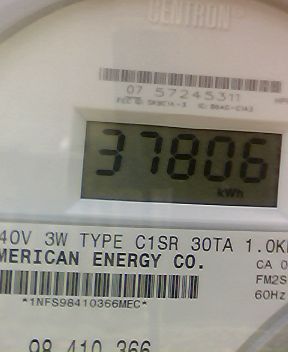 CENTRON®
07 57245311
37806
kWh
40V 3W TYPE C1SR 30TA 1.0K
MERICAN ENERGY CO.
CA 0
FM2S
*1NFS98410366MEC*
60Hz
98 410 366